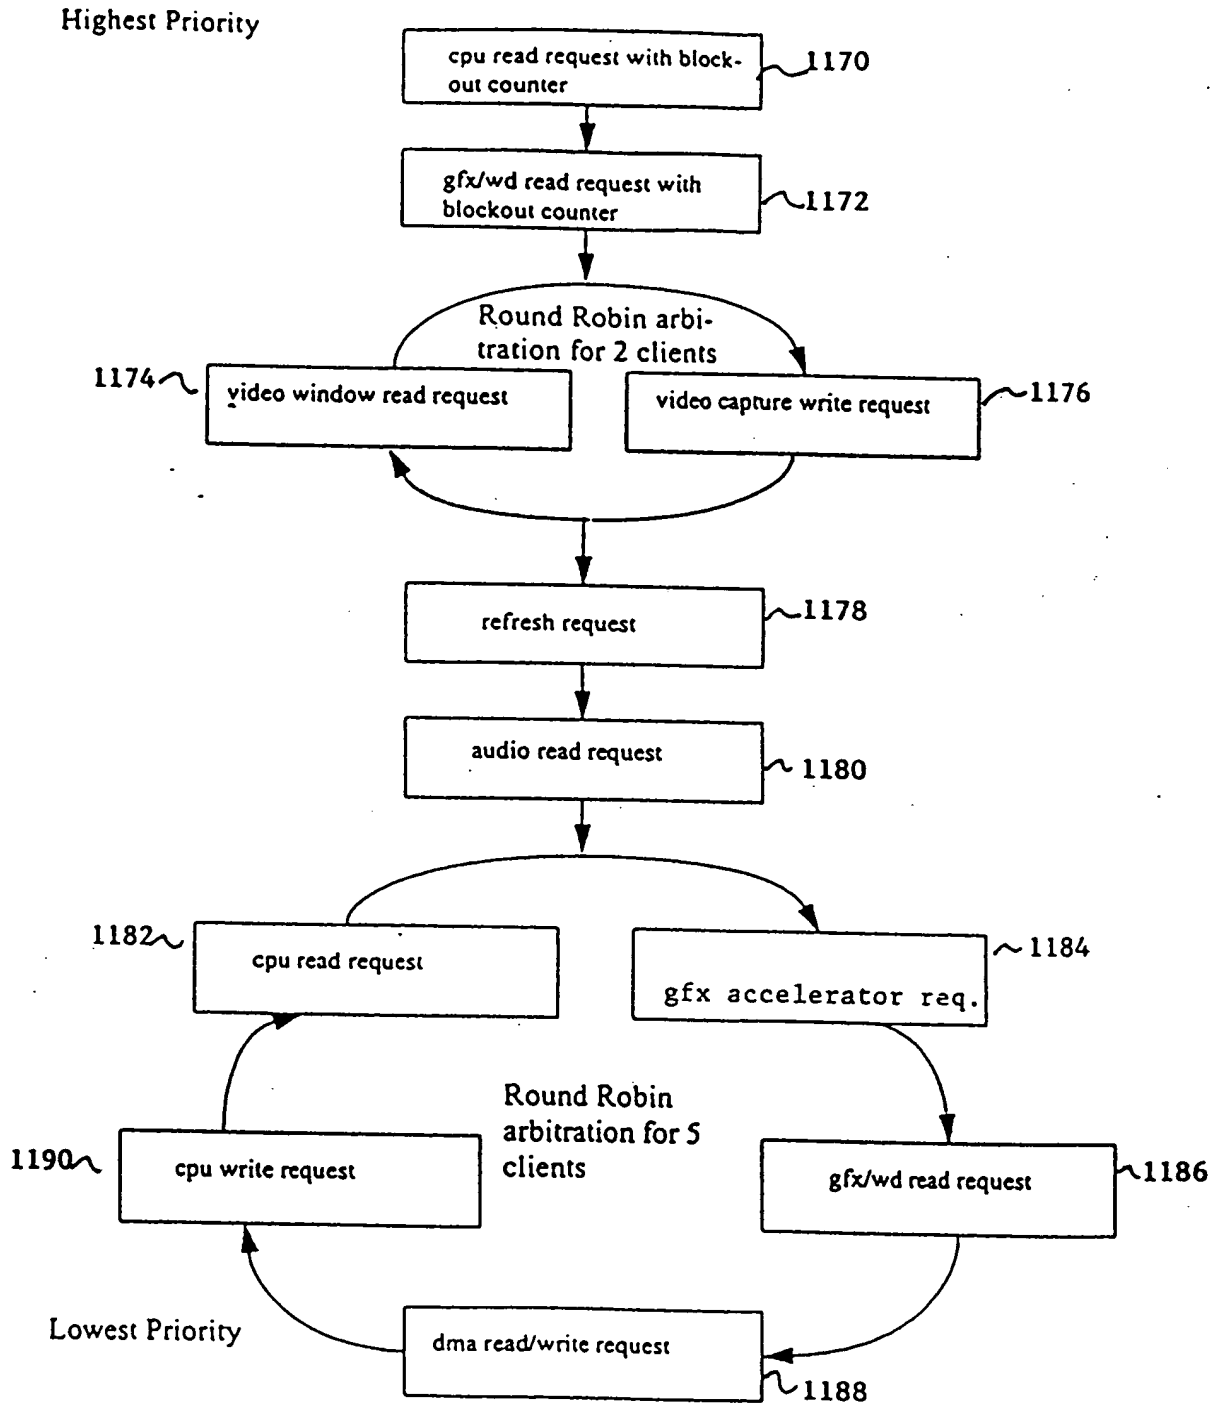 Highest Priority
cpu read request with block-
out counter
1170
gfx/wd read request with
blockout counter
1172
Round Robin arbi-
tration for 2 clients
1174
video window read request
video capture write request
1176
refresh request
1178
audio read request
1180
1182
cpu read request
gfx accelerator req.
1184
Round Robin
arbitration for 5
clients
1190
cpu write request
gfx/wd read request
1186
Lowest Priority
dma read/write request
1188